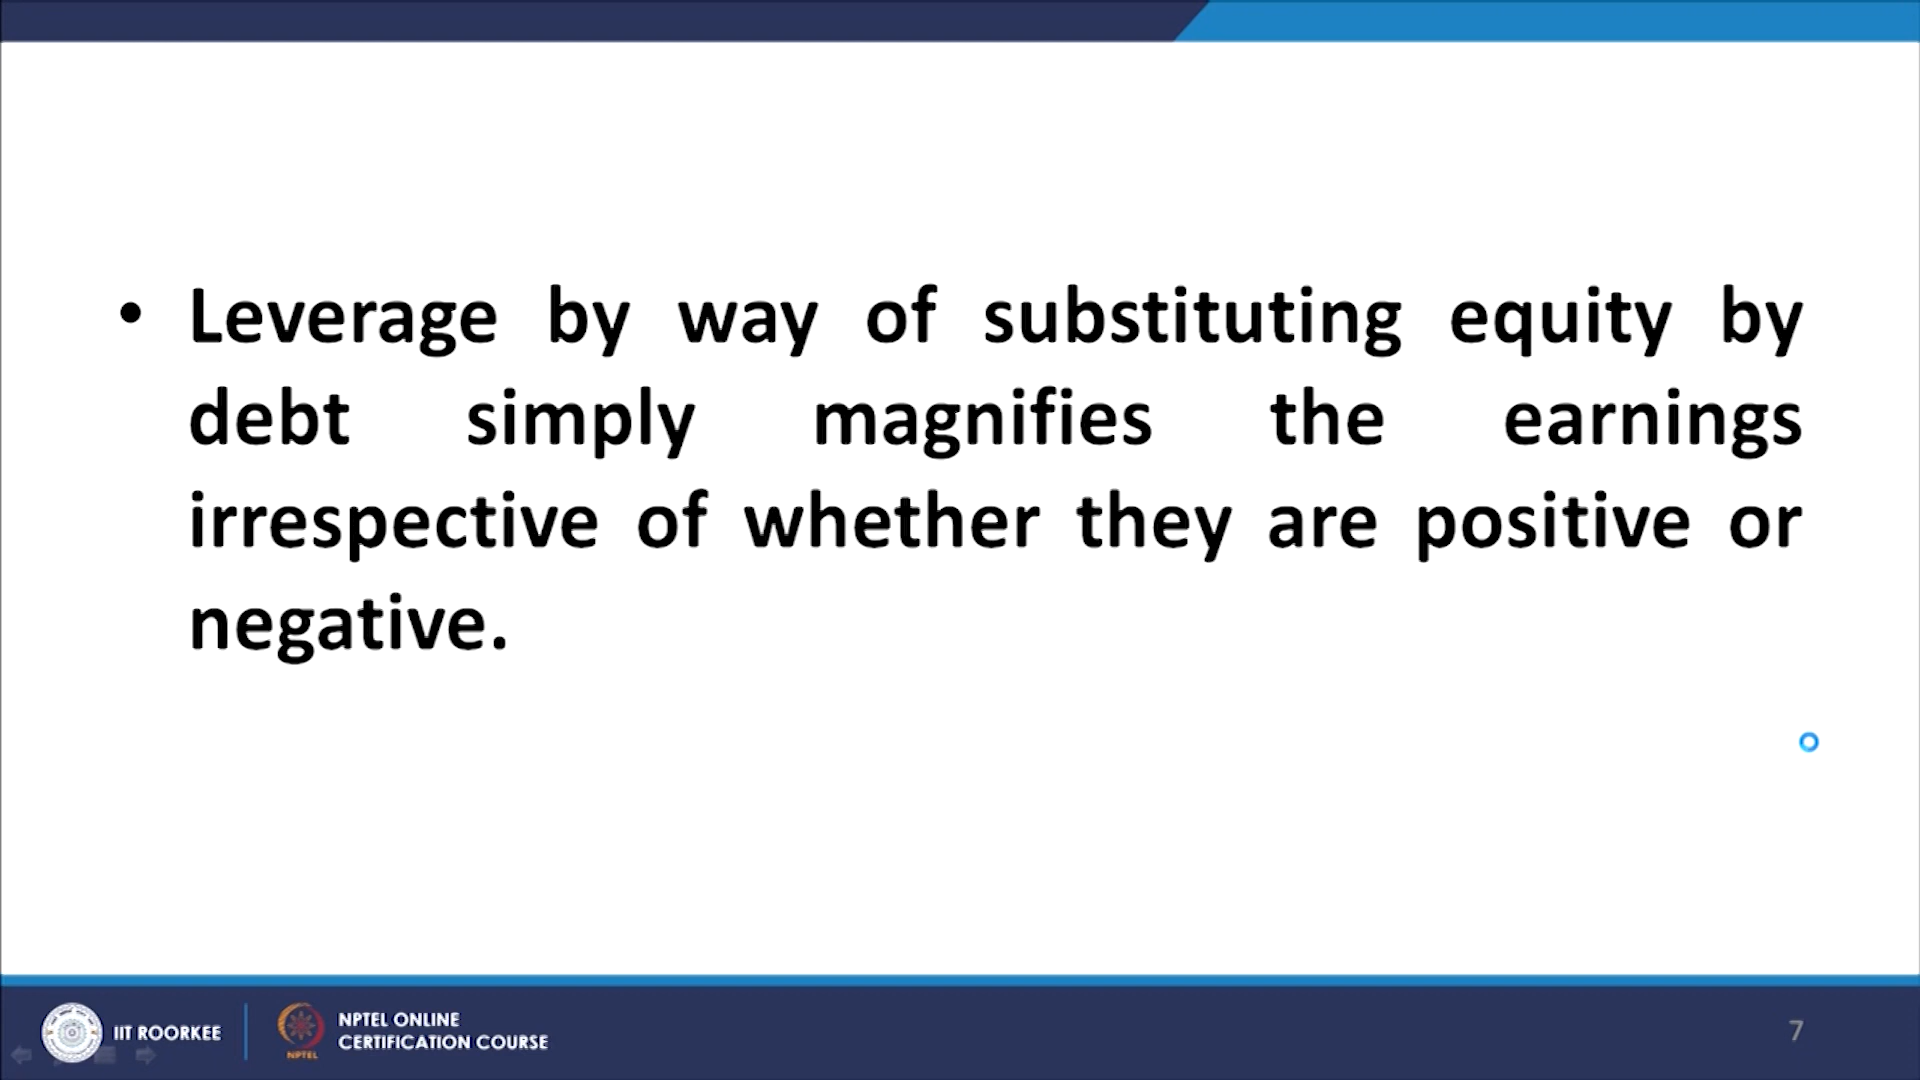 • Leverage by way of substituting equity by
debt simply magnifies the earnings
irrespective of whether they are positive or
negative.
IIT ROORKEE
NPTEL
NPTEL ONLINE
CERTIFICATION COURSE
7